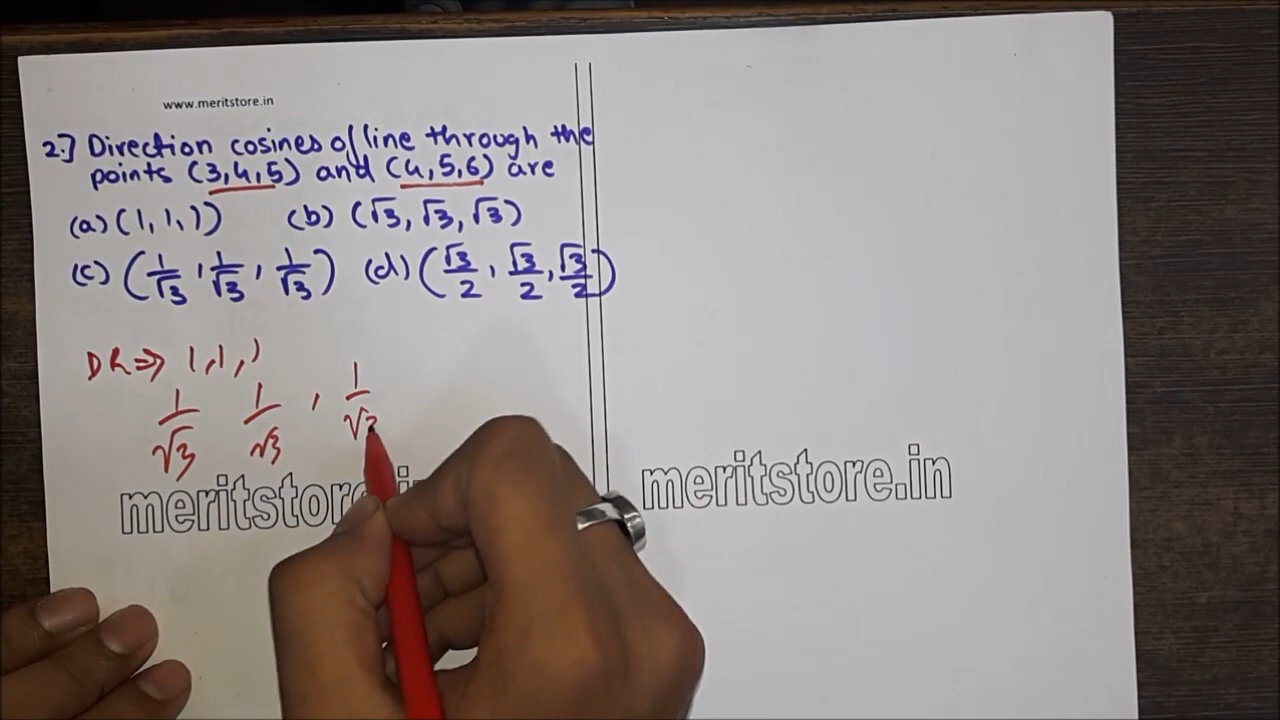 www.meritstore.in
2.] Direction cosines of line through the
points (3,4,5) and (4,5,6) are
(a) (1, 1, 1) (b) (√3, √3, √3)
(c) (1/√3, 1/√3, 1/√3) (d) (√3/2, √3/2, √3/2)
DR ⇒ 1, 1, 1
1/√3 1/√3 , 1/√3
meritstore.in meritstore.in